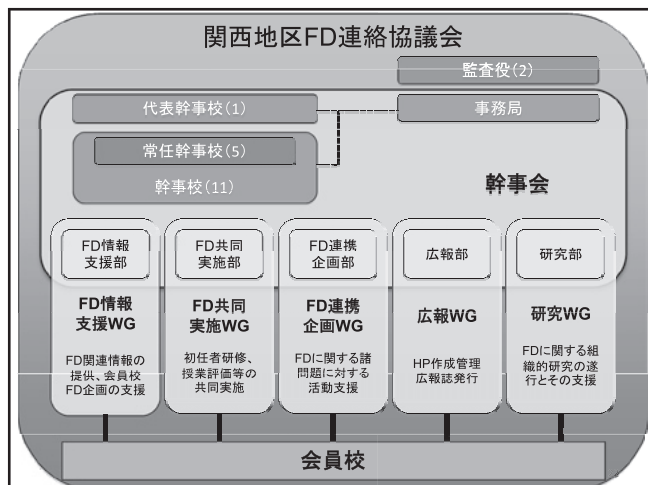 関西地区FD連絡協議会
監査役(2)
代表幹事校(1)
事務局
常任幹事校(5)
幹事校(11)
幹事会
FD情報
支援部
FD情報
支援WG
FD関連情報の
提供、会員校
FD企画の支援
FD共同
実施部
FD共同
実施WG
初任者研修、
授業評価等の
共同実施
FD連携
企画部
FD連携
企画WG
FDに関する諸
問題に対する
活動支援
広報部
広報WG
HP作成管理
広報誌発行
研究部
研究WG
FDに関する組
織的研究の遂
行とその支援
会員校